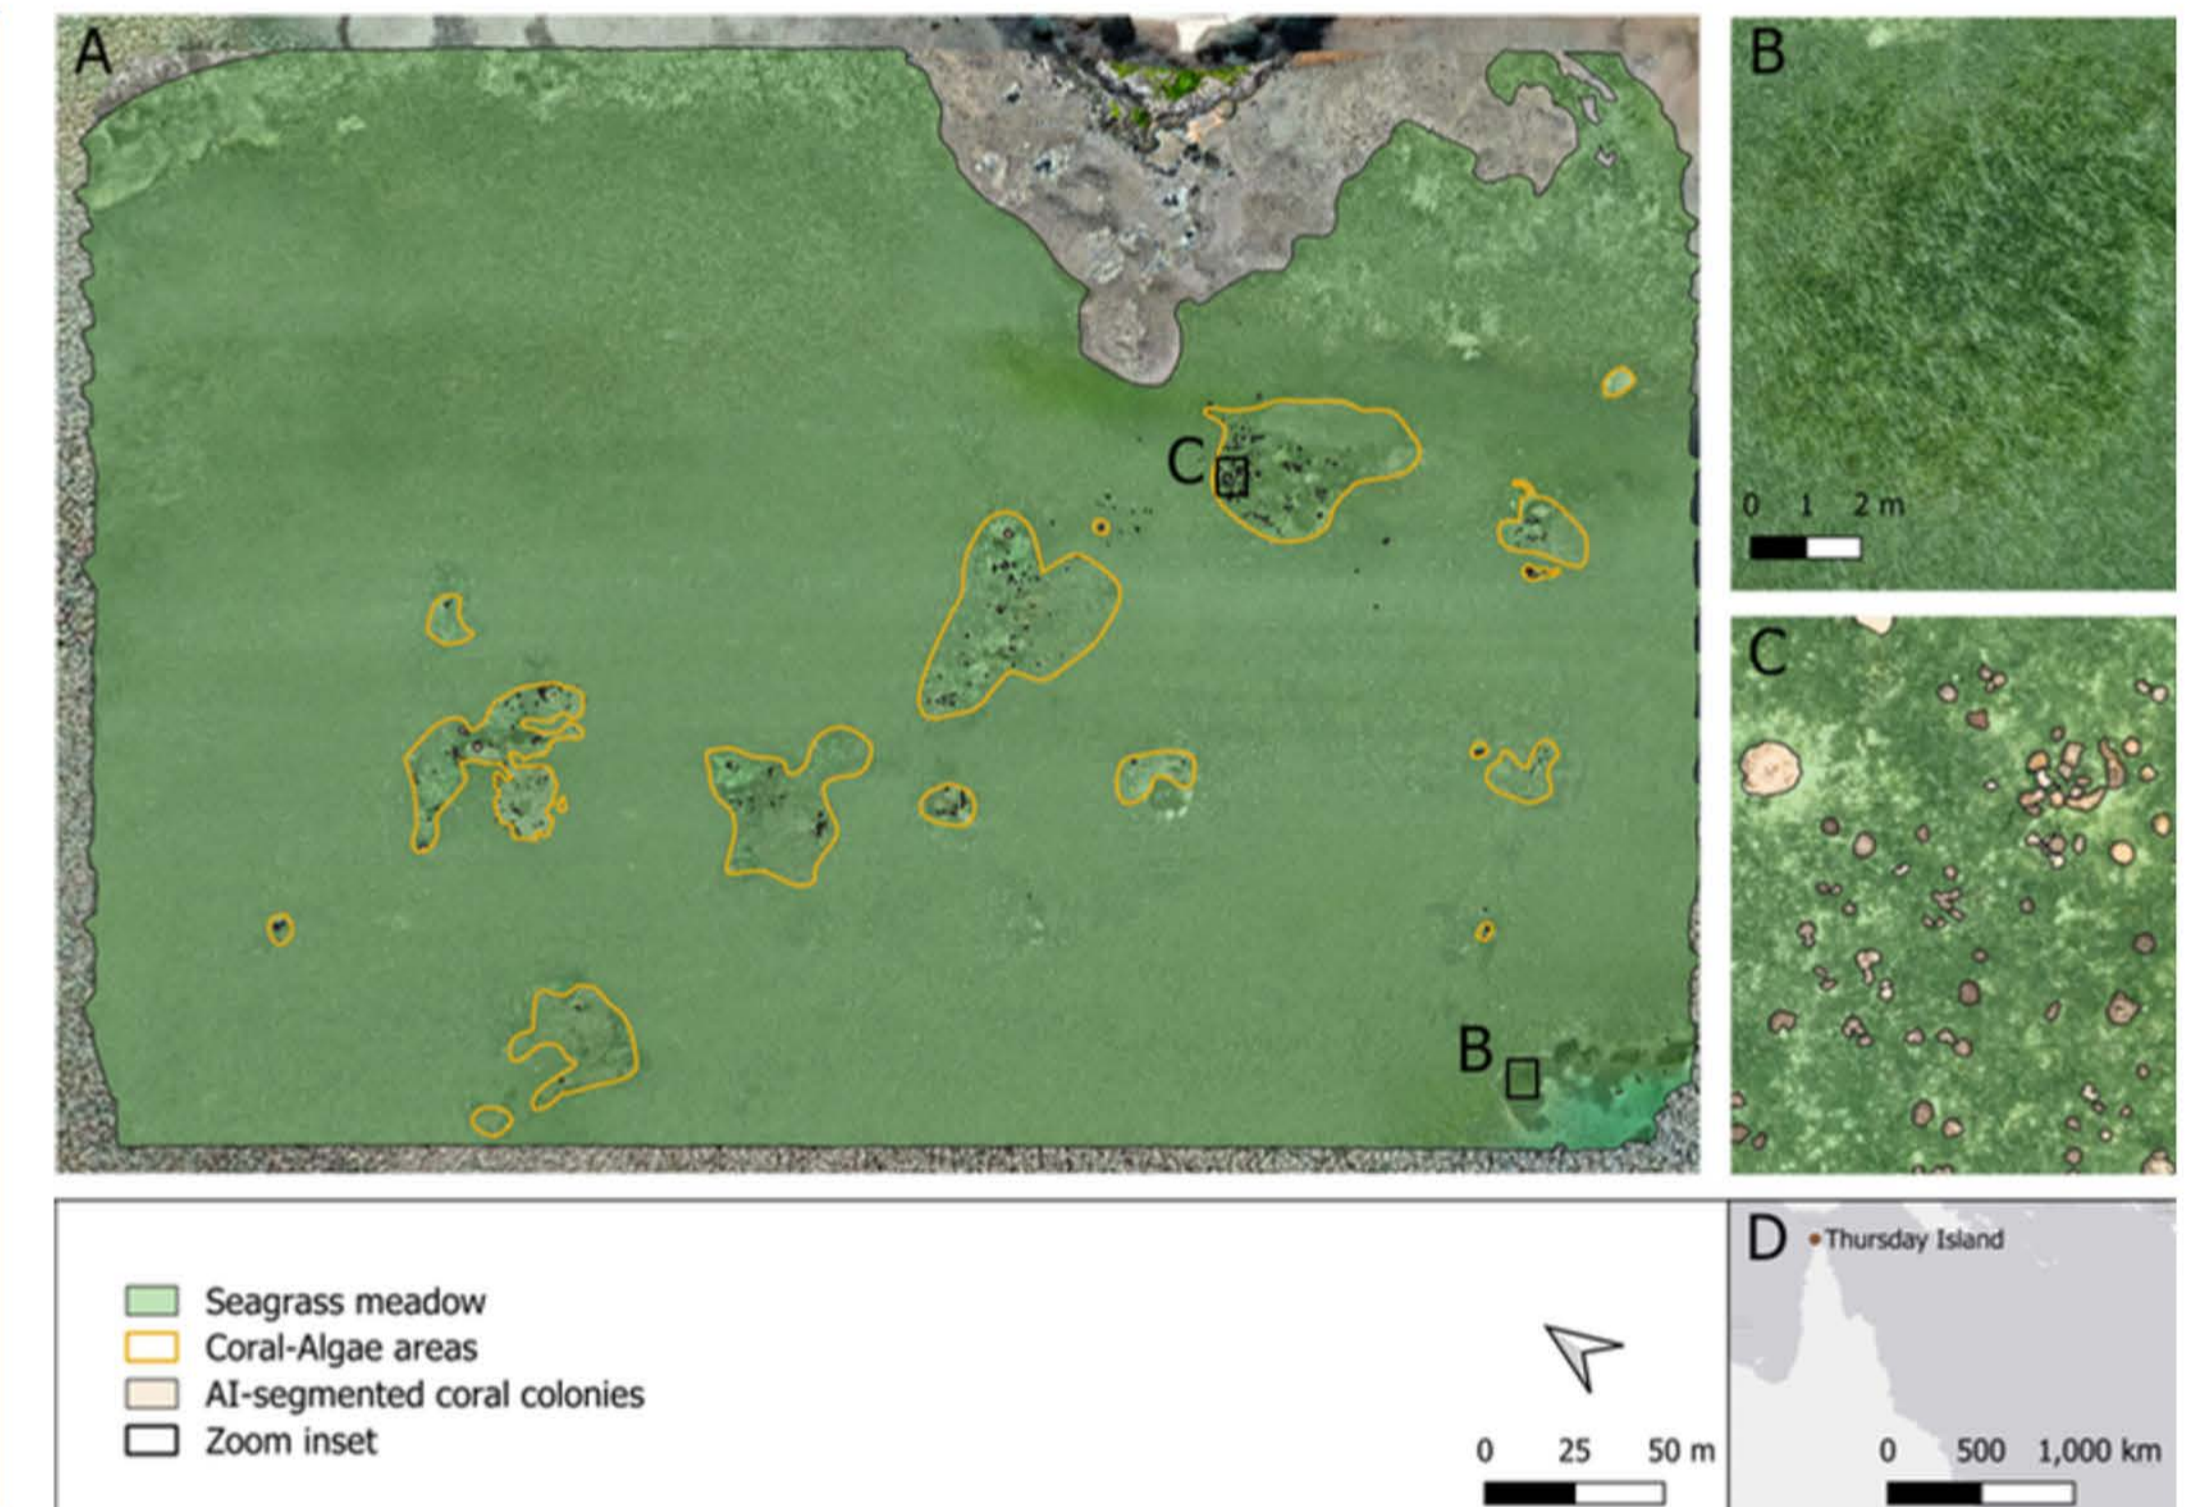 A
B
0 1 2 m
C
C
B
Seagrass meadow
Coral-Algae areas
AI-segmented coral colonies
Zoom inset
0 25 50 m
D
Thursday Island
0 500 1,000 km